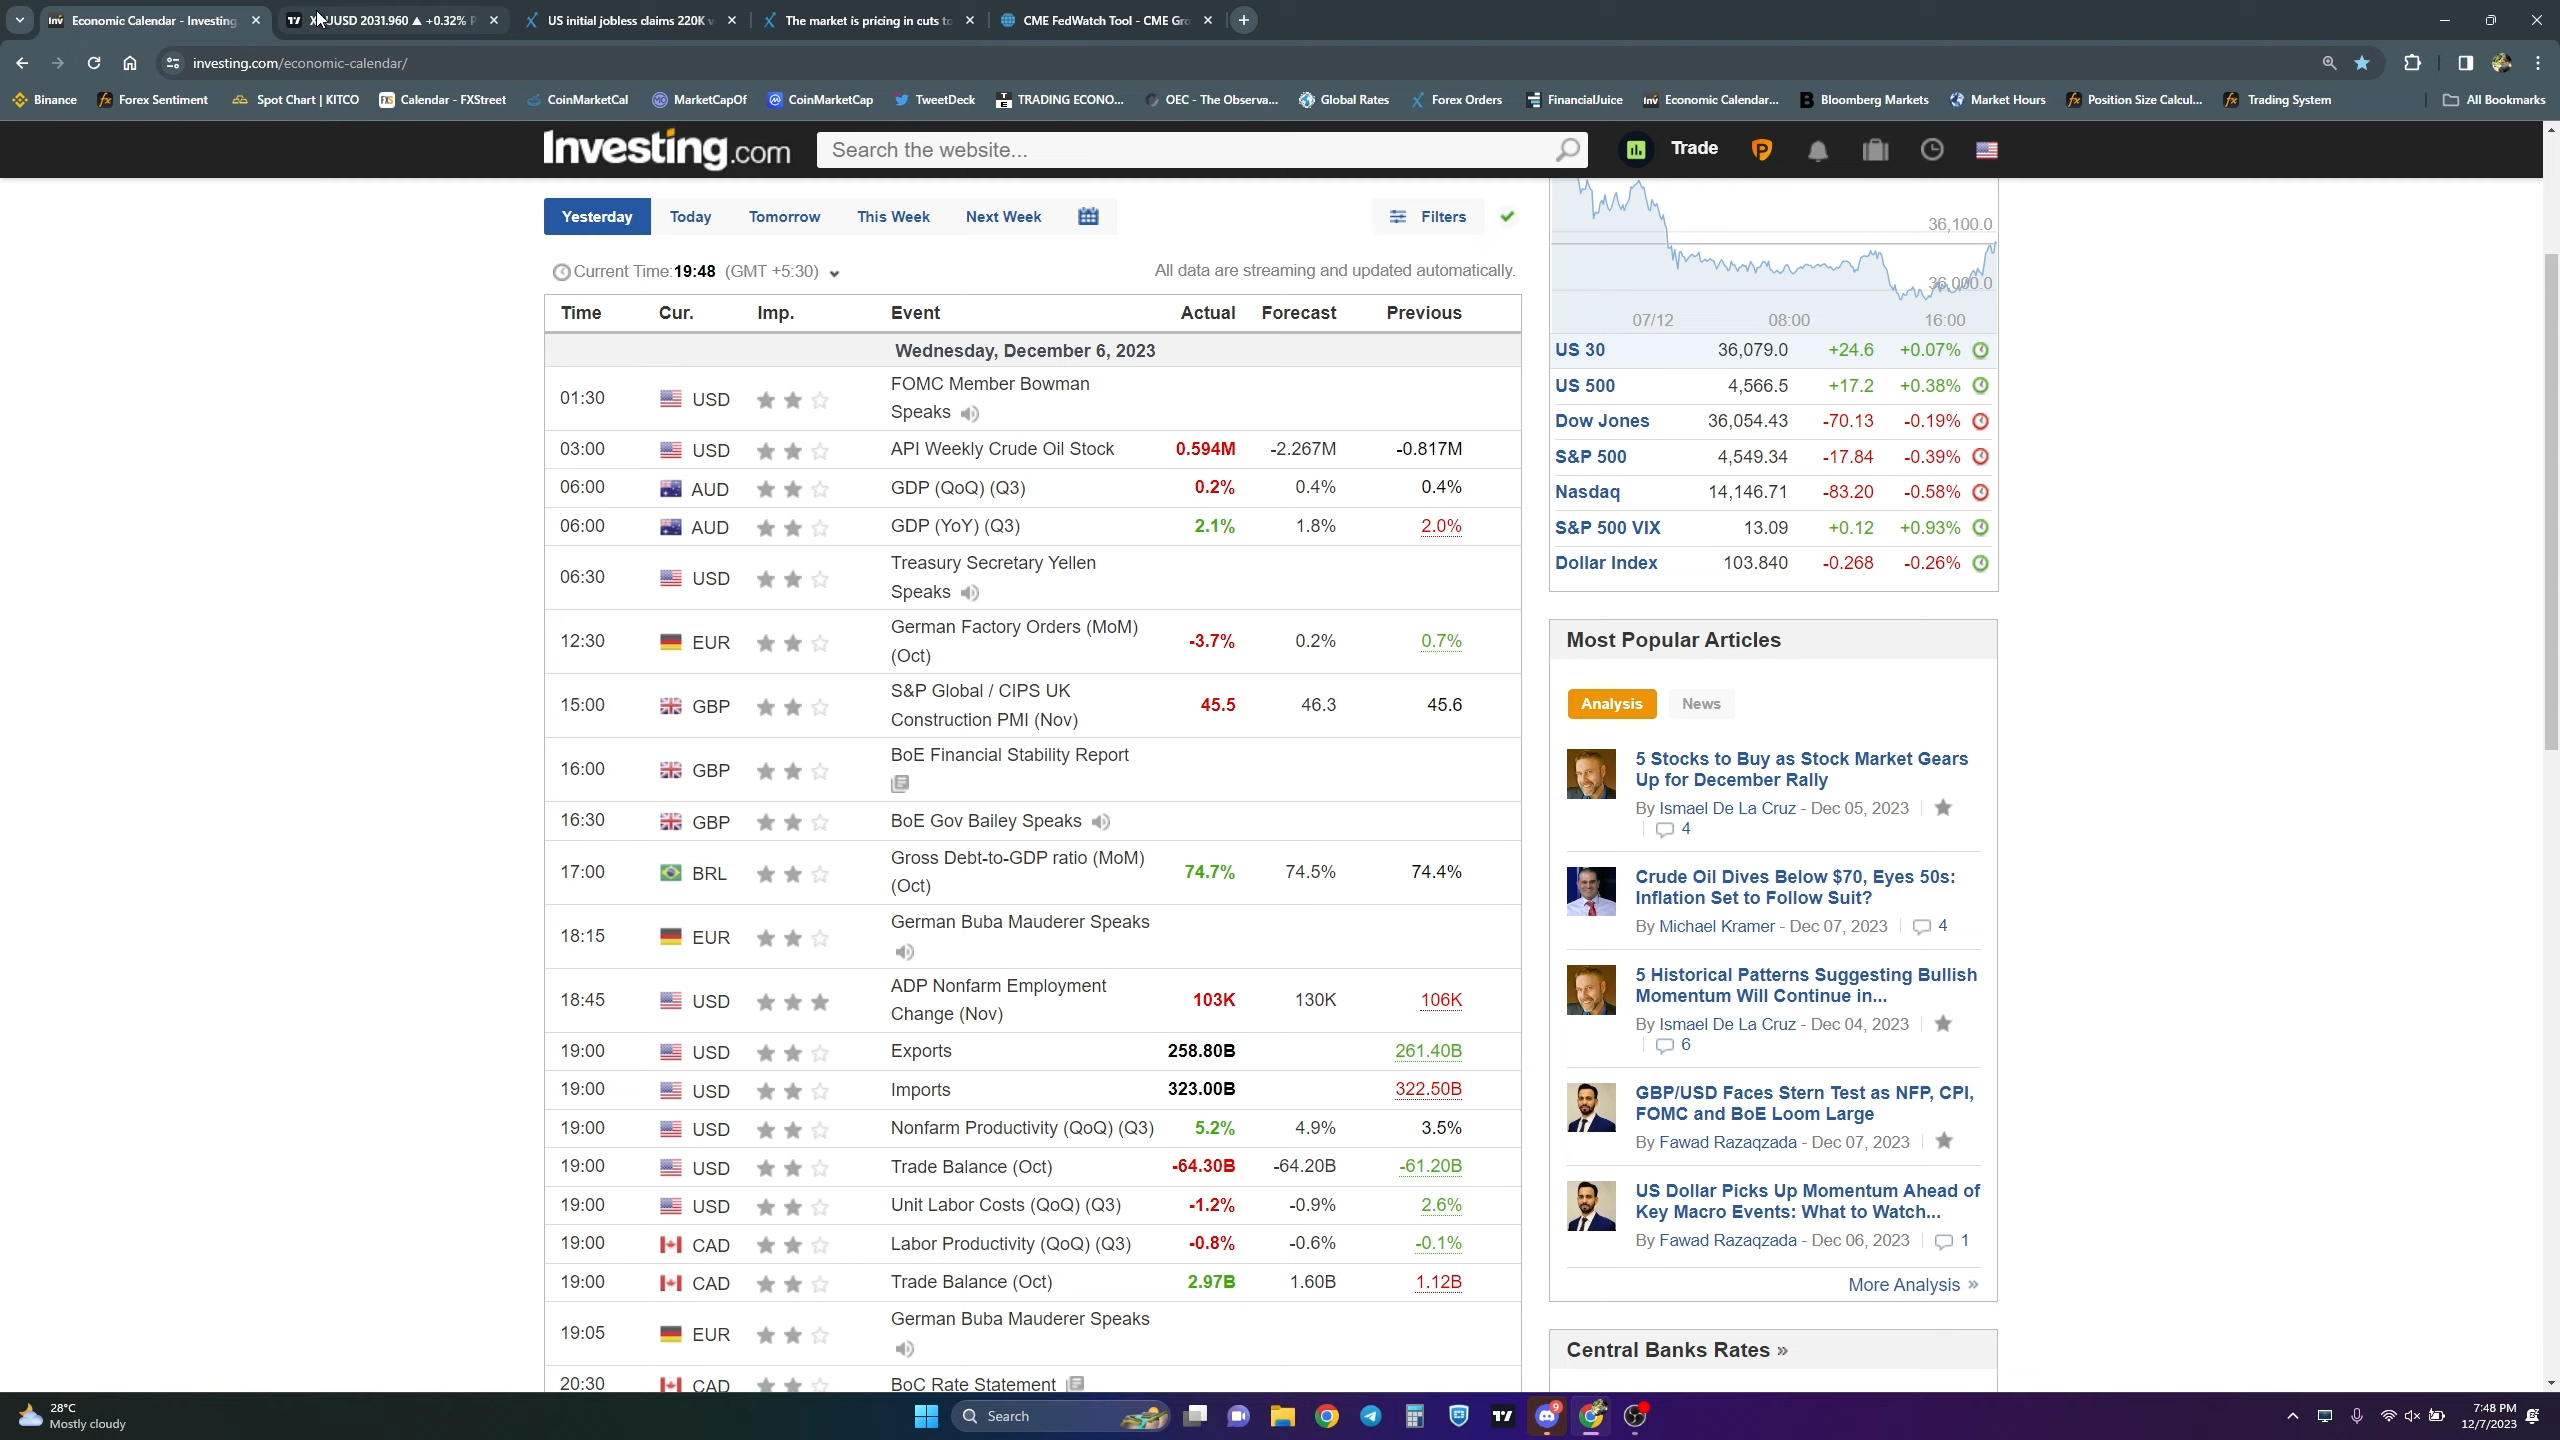 Economic Calendar - Investing
XAUUSD 2031.960 ▲ +0.32%
US initial jobless claims 220K v
The market is pricing in cuts to
CME FedWatch Tool - CME Gro
investing.com/economic-calendar/
Binance
Forex Sentiment
Spot Chart | KITCO
Calendar - FXStreet
CoinMarketCal
MarketCapOf
CoinMarketCap
TweetDeck
TRADING ECONO...
OEC - The Observa...
Global Rates
Forex Orders
FinancialJuice
Economic Calendar...
Bloomberg Markets
Market Hours
Position Size Calcul...
Trading System
All Bookmarks
Investing.com
Search the website...
Trade
Yesterday Today Tomorrow This Week Next Week
Filters
Current Time:19:48 (GMT +5:30)
All data are streaming and updated automatically.
Time Cur. Imp. Event Actual Forecast Previous
Wednesday, December 6, 2023
01:30 USD FOMC Member Bowman
Speaks
03:00 USD API Weekly Crude Oil Stock 0.594M -2.267M -0.817M
06:00 AUD GDP (QoQ) (Q3) 0.2% 0.4% 0.4%
06:00 AUD GDP (YoY) (Q3) 2.1% 1.8% 2.0%
06:30 USD Treasury Secretary Yellen
Speaks
12:30 EUR German Factory Orders (MoM)
(Oct) -3.7% 0.2% 0.7%
15:00 GBP S&P Global / CIPS UK
Construction PMI (Nov) 45.5 46.3 45.6
16:00 GBP BoE Financial Stability Report
16:30 GBP BoE Gov Bailey Speaks
17:00 BRL Gross Debt-to-GDP ratio (MoM)
(Oct) 74.7% 74.5% 74.4%
18:15 EUR German Buba Mauderer Speaks
18:45 USD ADP Nonfarm Employment
Change (Nov) 103K 130K 106K
19:00 USD Exports 258.80B 261.40B
19:00 USD Imports 323.00B 322.50B
19:00 USD Nonfarm Productivity (QoQ) (Q3) 5.2% 4.9% 3.5%
19:00 USD Trade Balance (Oct) -64.30B -64.20B -61.20B
19:00 USD Unit Labor Costs (QoQ) (Q3) -1.2% -0.9% 2.6%
19:00 CAD Labor Productivity (QoQ) (Q3) -0.8% -0.6% -0.1%
19:00 CAD Trade Balance (Oct) 2.97B 1.60B 1.12B
19:05 EUR German Buba Mauderer Speaks
20:30 CAD BoC Rate Statement
36,100.0
36,000.0
07/12 08:00 16:00
US 30 36,079.0 +24.6 +0.07%
US 500 4,566.5 +17.2 +0.38%
Dow Jones 36,054.43 -70.13 -0.19%
S&P 500 4,549.34 -17.84 -0.39%
Nasdaq 14,146.71 -83.20 -0.58%
S&P 500 VIX 13.09 +0.12 +0.93%
Dollar Index 103.840 -0.268 -0.26%
Most Popular Articles
Analysis News
5 Stocks to Buy as Stock Market Gears
Up for December Rally
By Ismael De La Cruz - Dec 05, 2023
4
Crude Oil Dives Below $70, Eyes 50s:
Inflation Set to Follow Suit?
By Michael Kramer - Dec 07, 2023 4
5 Historical Patterns Suggesting Bullish
Momentum Will Continue in...
By Ismael De La Cruz - Dec 04, 2023
6
GBP/USD Faces Stern Test as NFP, CPI,
FOMC and BoE Loom Large
By Fawad Razaqzada - Dec 07, 2023
US Dollar Picks Up Momentum Ahead of
Key Macro Events: What to Watch...
By Fawad Razaqzada - Dec 06, 2023 1
More Analysis »
Central Banks Rates »
28°C
Mostly cloudy
Search
9
7:48 PM
12/7/2023